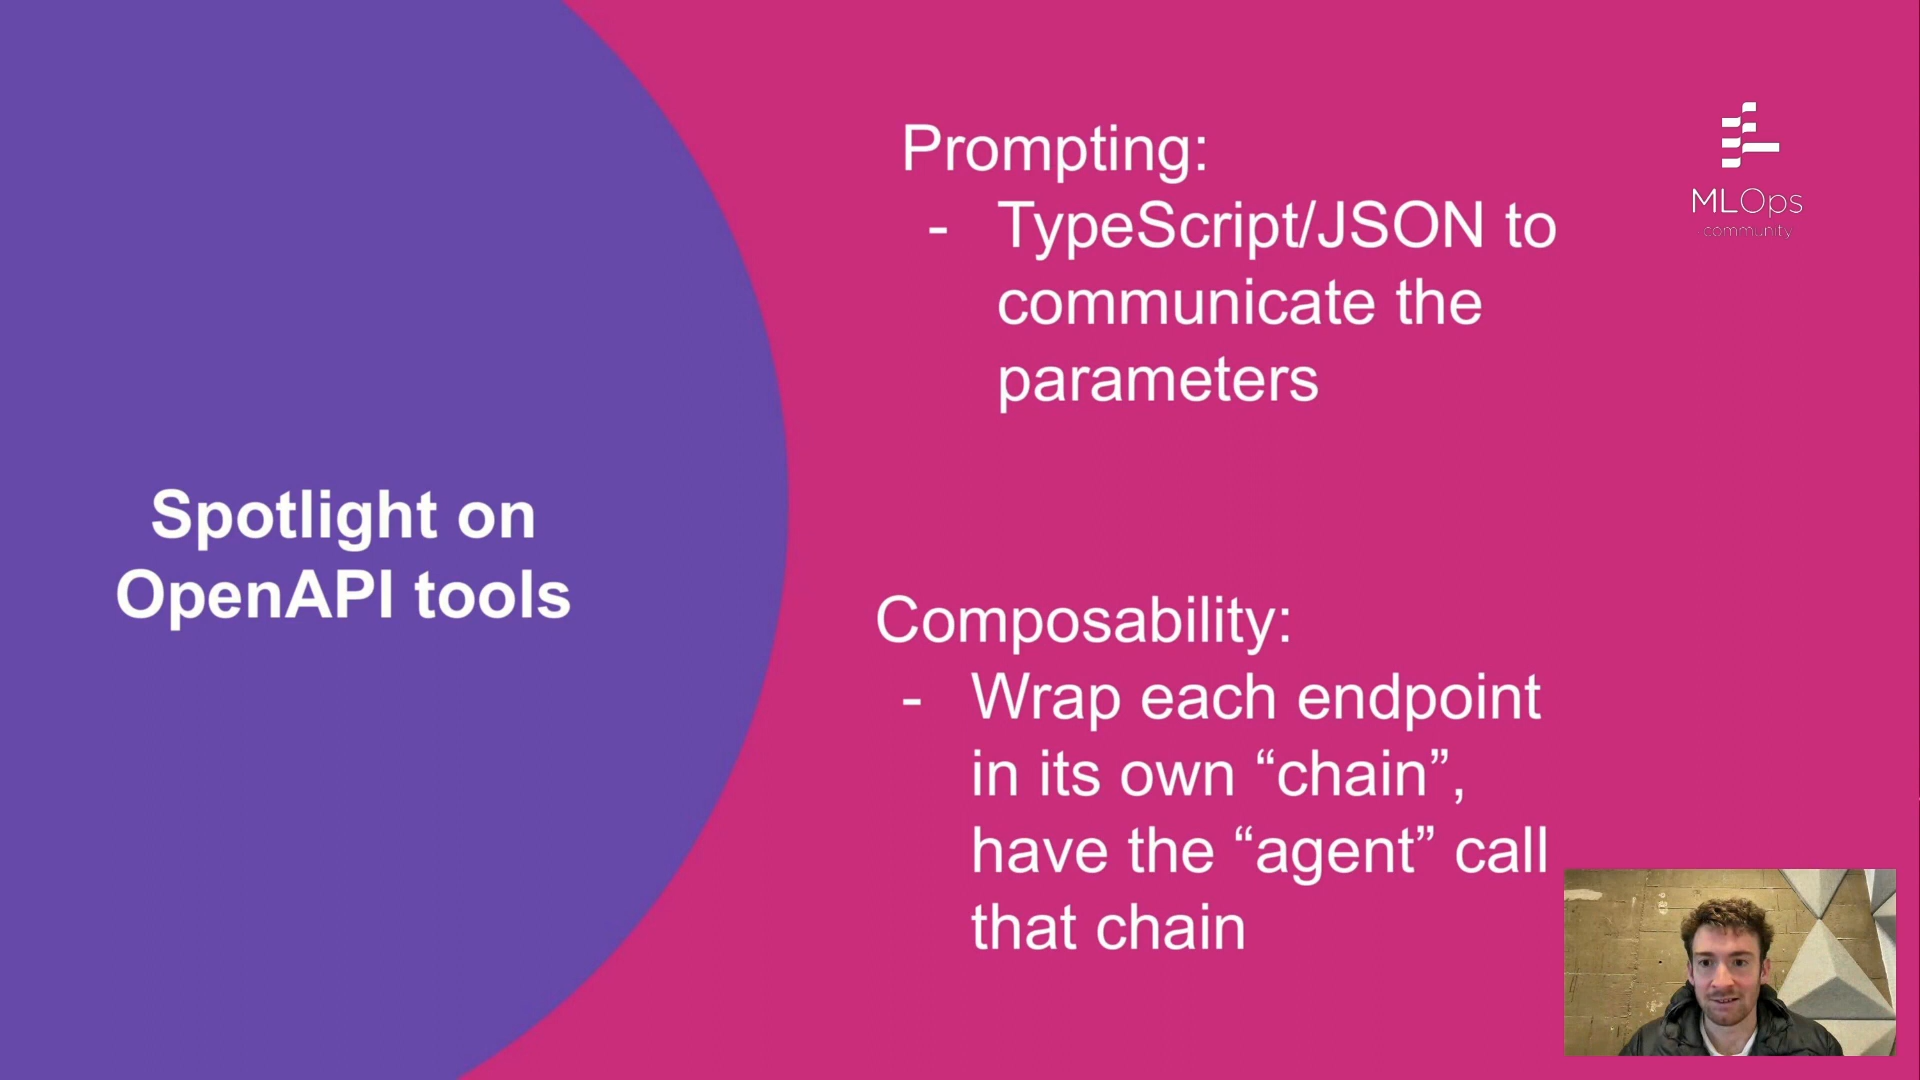 Spotlight on
OpenAPI tools
Prompting:
- TypeScript/JSON to
communicate the
parameters
Composability:
- Wrap each endpoint
in its own “chain”,
have the “agent” call
that chain
MLOps
community